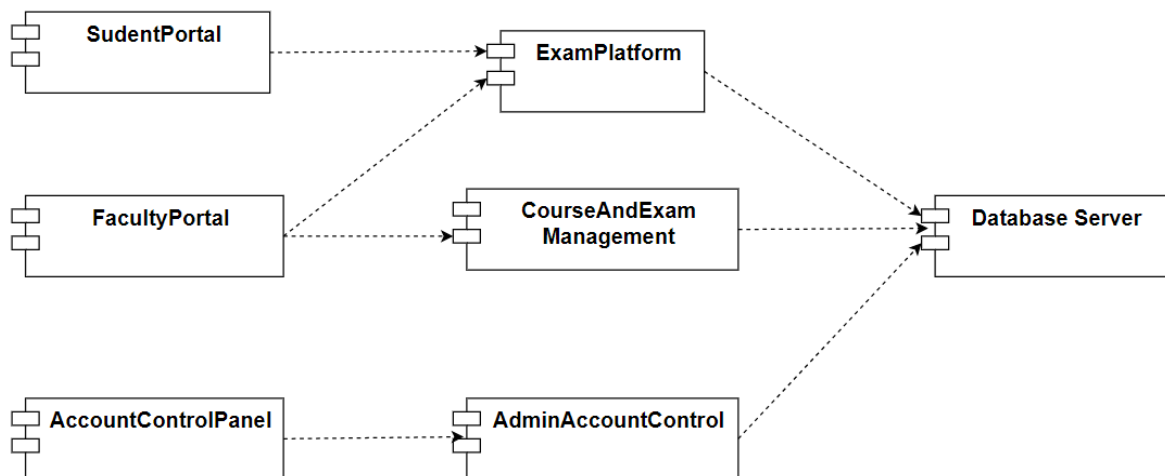 SudentPortal
ExamPlatform
FacultyPortal
CourseAndExam
Management
Database Server
AccountControlPanel
AdminAccountControl